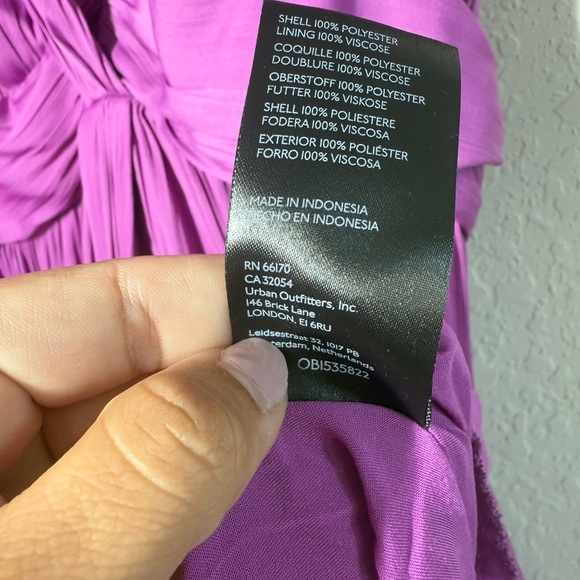 SHELL 100% POLYESTER
LINING 100% VISCOSE
COQUILLE 100% POLYESTER
DOUBLURE 100% VISCOSE
OBERSTOFF 100% POLYESTER
FUTTER 100% VISKOSE
SHELL 100% POLIESTERE
FODERA 100% VISCOSA
EXTERIOR 100% POLIÉSTER
FORRO 100% VISCOSA
MADE IN INDONESIA
HECHO EN INDONESIA
RN 66170
CA 32054
Urban Outfitters, Inc.
146 Brick Lane
LONDON, E1 6RU
Leidsestraat 32, 1017 PB
Netherlands
OB1535822